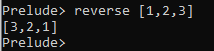 Prelude> reverse [1,2,3]
[3,2,1]
Prelude>